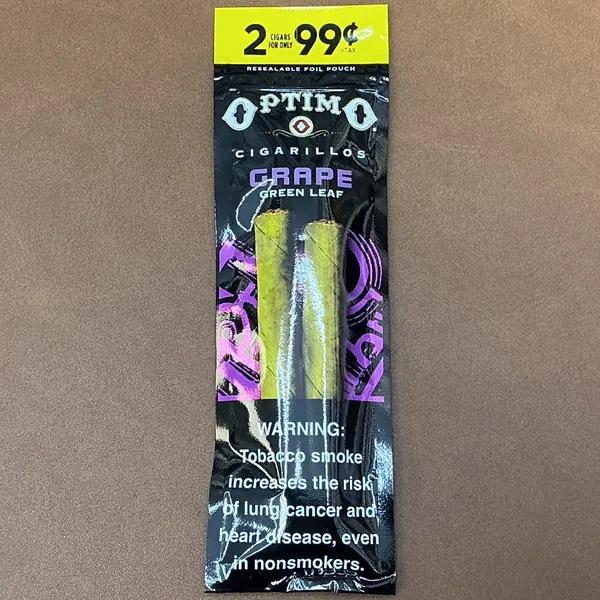 2 CIGARS FOR ONLY 99¢ +TAX
RESEALABLE FOIL POUCH
OPTIMO®
CIGARILLOS
GRAPE
GREEN LEAF
WARNING:
Tobacco smoke
increases the risk
of lung cancer and
heart disease, even
in nonsmokers.